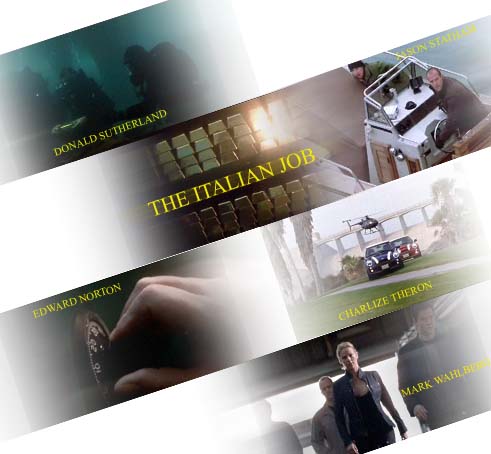 JASON STATHAM
DONALD SUTHERLAND
THE ITALIAN JOB
EDWARD NORTON
CHARLIZE THERON
MARK WAHLBERG